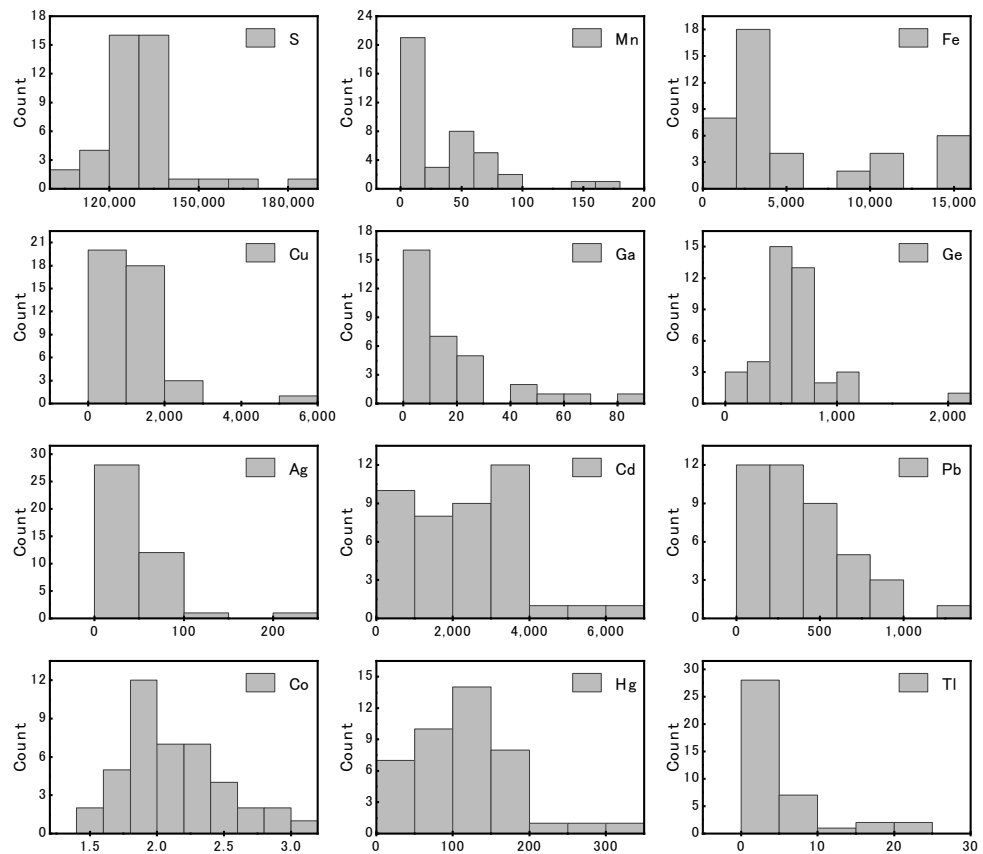 S
Count
0
3
6
9
12
15
18
120,000 150,000 180,000
Mn
Count
0
4
8
12
16
20
24
0 50 100 150 200
Fe
Count
0
3
6
9
12
15
18
0 5,000 10,000 15,000
Cu
Count
0
3
6
9
12
15
18
21
0 2,000 4,000 6,000
Ga
Count
0
3
6
9
12
15
18
0 20 40 60 80
Ge
Count
0
3
6
9
12
15
0 1,000 2,000
Ag
Count
0
5
10
15
20
25
30
0 100 200
Cd
Count
0
3
6
9
12
0 2,000 4,000 6,000
Pb
Count
0
3
6
9
12
0 500 1,000
Co
Count
0
3
6
9
12
1.5 2.0 2.5 3.0
Hg
Count
0
3
6
9
12
15
0 100 200 300
Tl
Count
0
5
10
15
20
25
30
0 10 20 30